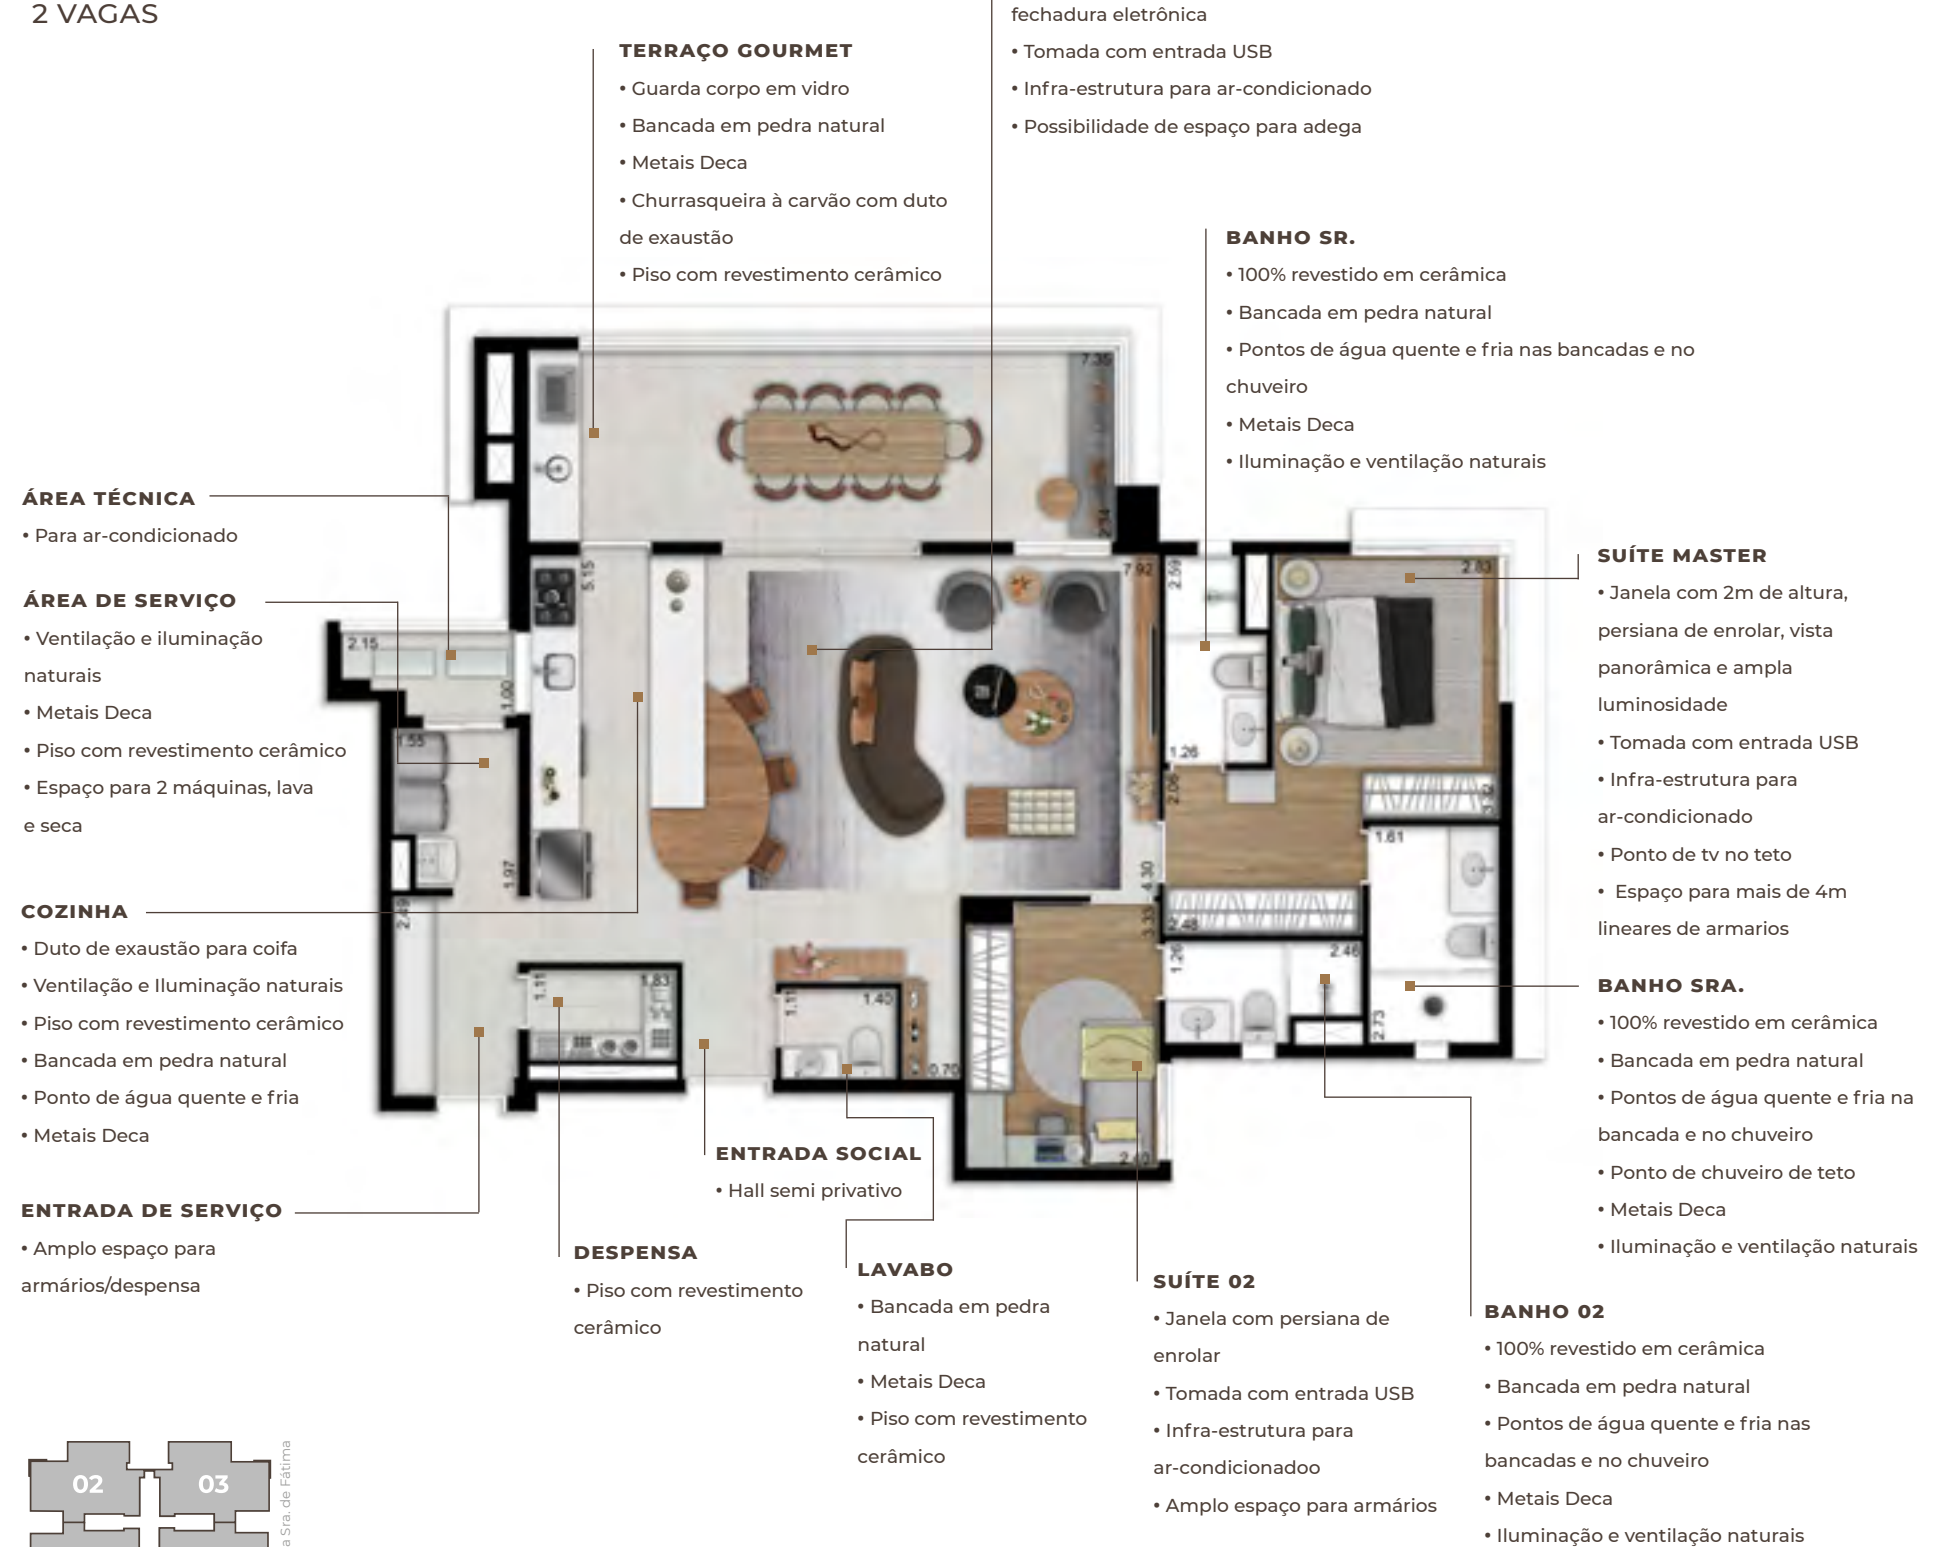 2 VAGAS
fechadura eletrônica
• Tomada com entrada USB
• Infra-estrutura para ar-condicionado
• Possibilidade de espaço para adega
TERRAÇO GOURMET
• Guarda corpo em vidro
• Bancada em pedra natural
• Metais Deca
• Churrasqueira à carvão com duto
de exaustão
• Piso com revestimento cerâmico
BANHO SR.
• 100% revestido em cerâmica
• Bancada em pedra natural
• Pontos de água quente e fria nas bancadas e no
chuveiro
• Metais Deca
• Iluminação e ventilação naturais
ÁREA TÉCNICA
• Para ar-condicionado
ÁREA DE SERVIÇO
• Ventilação e iluminação
naturais
• Metais Deca
• Piso com revestimento cerâmico
• Espaço para 2 máquinas, lava
e seca
COZINHA
• Duto de exaustão para coifa
• Ventilação e Iluminação naturais
• Piso com revestimento cerâmico
• Bancada em pedra natural
• Ponto de água quente e fria
• Metais Deca
ENTRADA DE SERVIÇO
• Amplo espaço para
armários/despensa
7.35
2.34
5.15
7.92
2.59
2.83
2.15
1.00
1.55
1.26
2.06
3.32
1.61
1.97
4.30
2.49
3.33
2.48
1.26
2.46
1.11
1.83
1.11
1.40
0.70
2.73
2.40
SUÍTE MASTER
• Janela com 2m de altura,
persiana de enrolar, vista
panorâmica e ampla
luminosidade
• Tomada com entrada USB
• Infra-estrutura para
ar-condicionado
• Ponto de tv no teto
• Espaço para mais de 4m
lineares de armarios
BANHO SRA.
• 100% revestido em cerâmica
• Bancada em pedra natural
• Pontos de água quente e fria na
bancada e no chuveiro
• Ponto de chuveiro de teto
• Metais Deca
• Iluminação e ventilação naturais
ENTRADA SOCIAL
• Hall semi privativo
DESPENSA
• Piso com revestimento
cerâmico
LAVABO
• Bancada em pedra
natural
• Metais Deca
• Piso com revestimento
cerâmico
SUÍTE 02
• Janela com persiana de
enrolar
• Tomada com entrada USB
• Infra-estrutura para
ar-condicionadoo
• Amplo espaço para armários
BANHO 02
• 100% revestido em cerâmica
• Bancada em pedra natural
• Pontos de água quente e fria nas
bancadas e no chuveiro
• Metais Deca
• Iluminação e ventilação naturais
02
03
a Sra. de Fátima